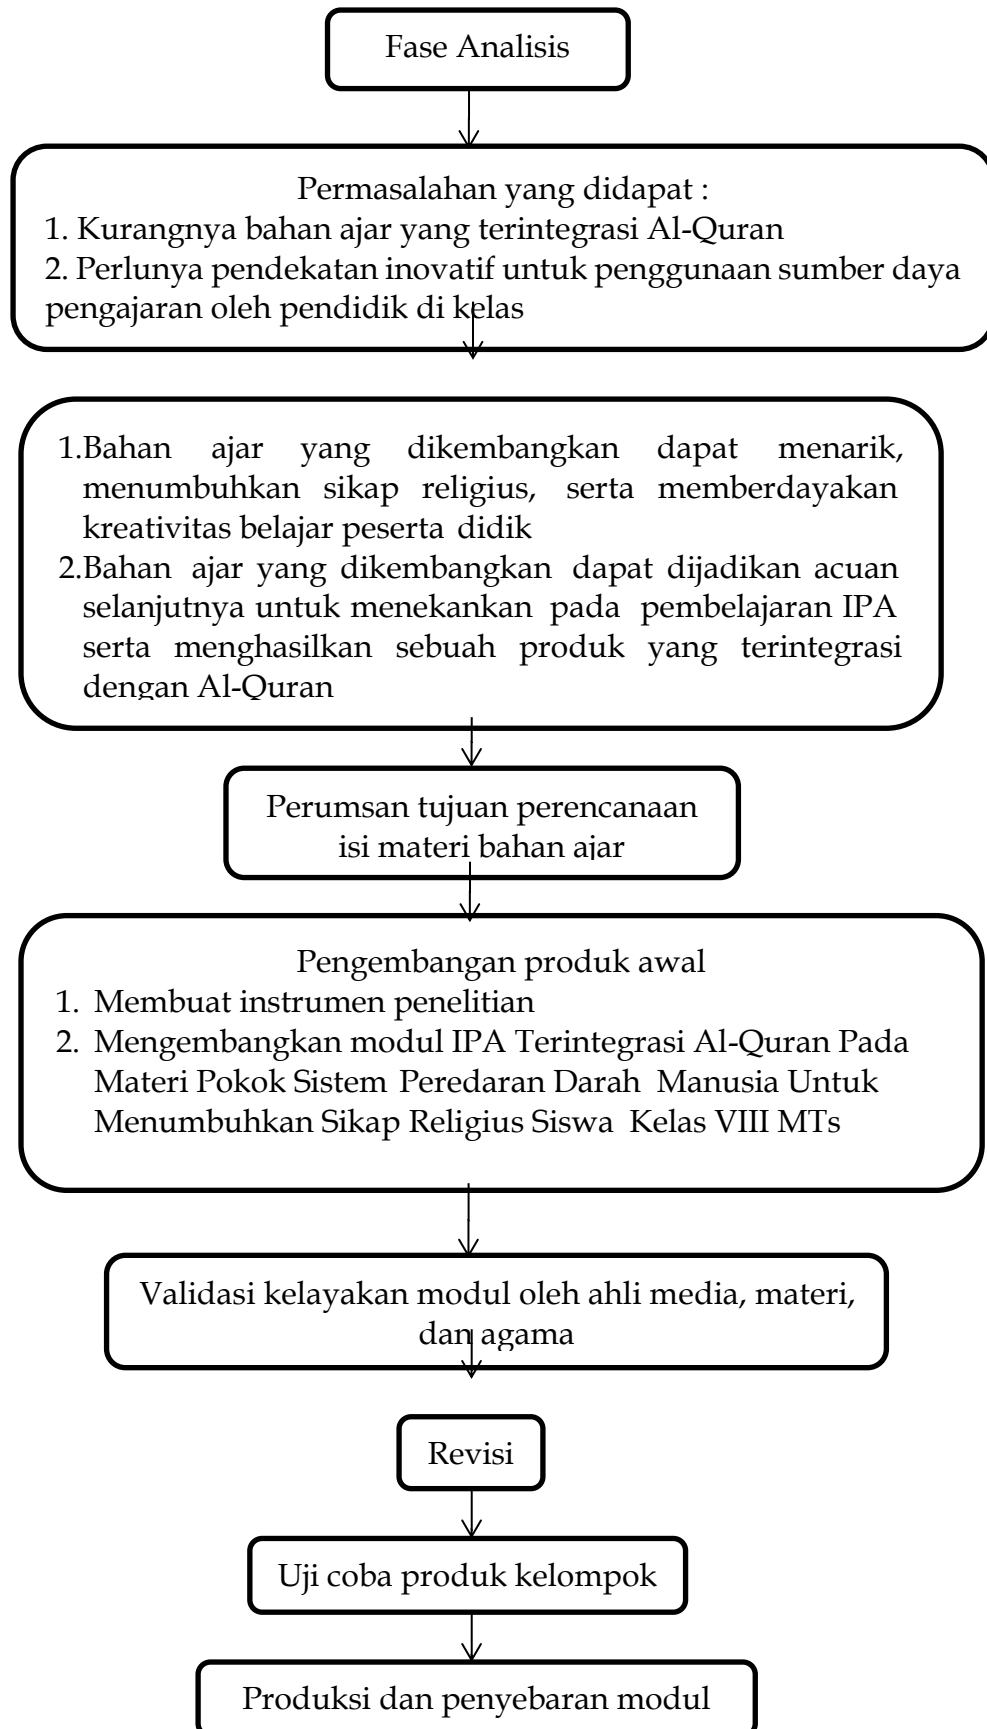 Fase Analisis
Permasalahan yang didapat :
1. Kurangnya bahan ajar yang terintegrasi Al-Quran
2. Perlunya pendekatan inovatif untuk penggunaan sumber daya
pengajaran oleh pendidik di kelas
1.Bahan ajar yang dikembangkan dapat menarik,
menumbuhkan sikap religius, serta memberdayakan
kreativitas belajar peserta didik
2.Bahan ajar yang dikembangkan dapat dijadikan acuan
selanjutnya untuk menekankan pada pembelajaran IPA
serta menghasilkan sebuah produk yang terintegrasi
dengan Al-Quran
Perumsan tujuan perencanaan
isi materi bahan ajar
Pengembangan produk awal
1. Membuat instrumen penelitian
2. Mengembangkan modul IPA Terintegrasi Al-Quran Pada
Materi Pokok Sistem Peredaran Darah Manusia Untuk
Menumbuhkan Sikap Religius Siswa Kelas VIII MTs
Validasi kelayakan modul oleh ahli media, materi,
dan agama
Revisi
Uji coba produk kelompok
Produksi dan penyebaran modul